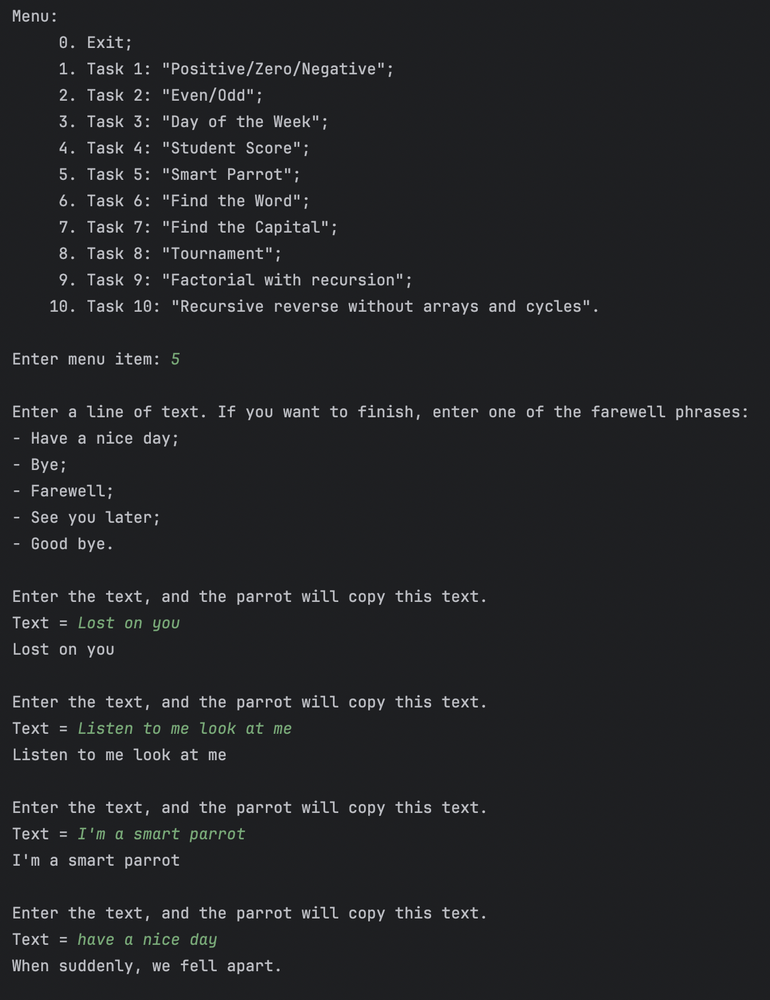 Menu:
0. Exit;
1. Task 1: "Positive/Zero/Negative";
2. Task 2: "Even/Odd";
3. Task 3: "Day of the Week";
4. Task 4: "Student Score";
5. Task 5: "Smart Parrot";
6. Task 6: "Find the Word";
7. Task 7: "Find the Capital";
8. Task 8: "Tournament";
9. Task 9: "Factorial with recursion";
10. Task 10: "Recursive reverse without arrays and cycles".
Enter menu item: 5
Enter a line of text. If you want to finish, enter one of the farewell phrases:
- Have a nice day;
- Bye;
- Farewell;
- See you later;
- Good bye.
Enter the text, and the parrot will copy this text.
Text = Lost on you
Lost on you
Enter the text, and the parrot will copy this text.
Text = Listen to me look at me
Listen to me look at me
Enter the text, and the parrot will copy this text.
Text = I'm a smart parrot
I'm a smart parrot
Enter the text, and the parrot will copy this text.
Text = have a nice day
When suddenly, we fell apart.